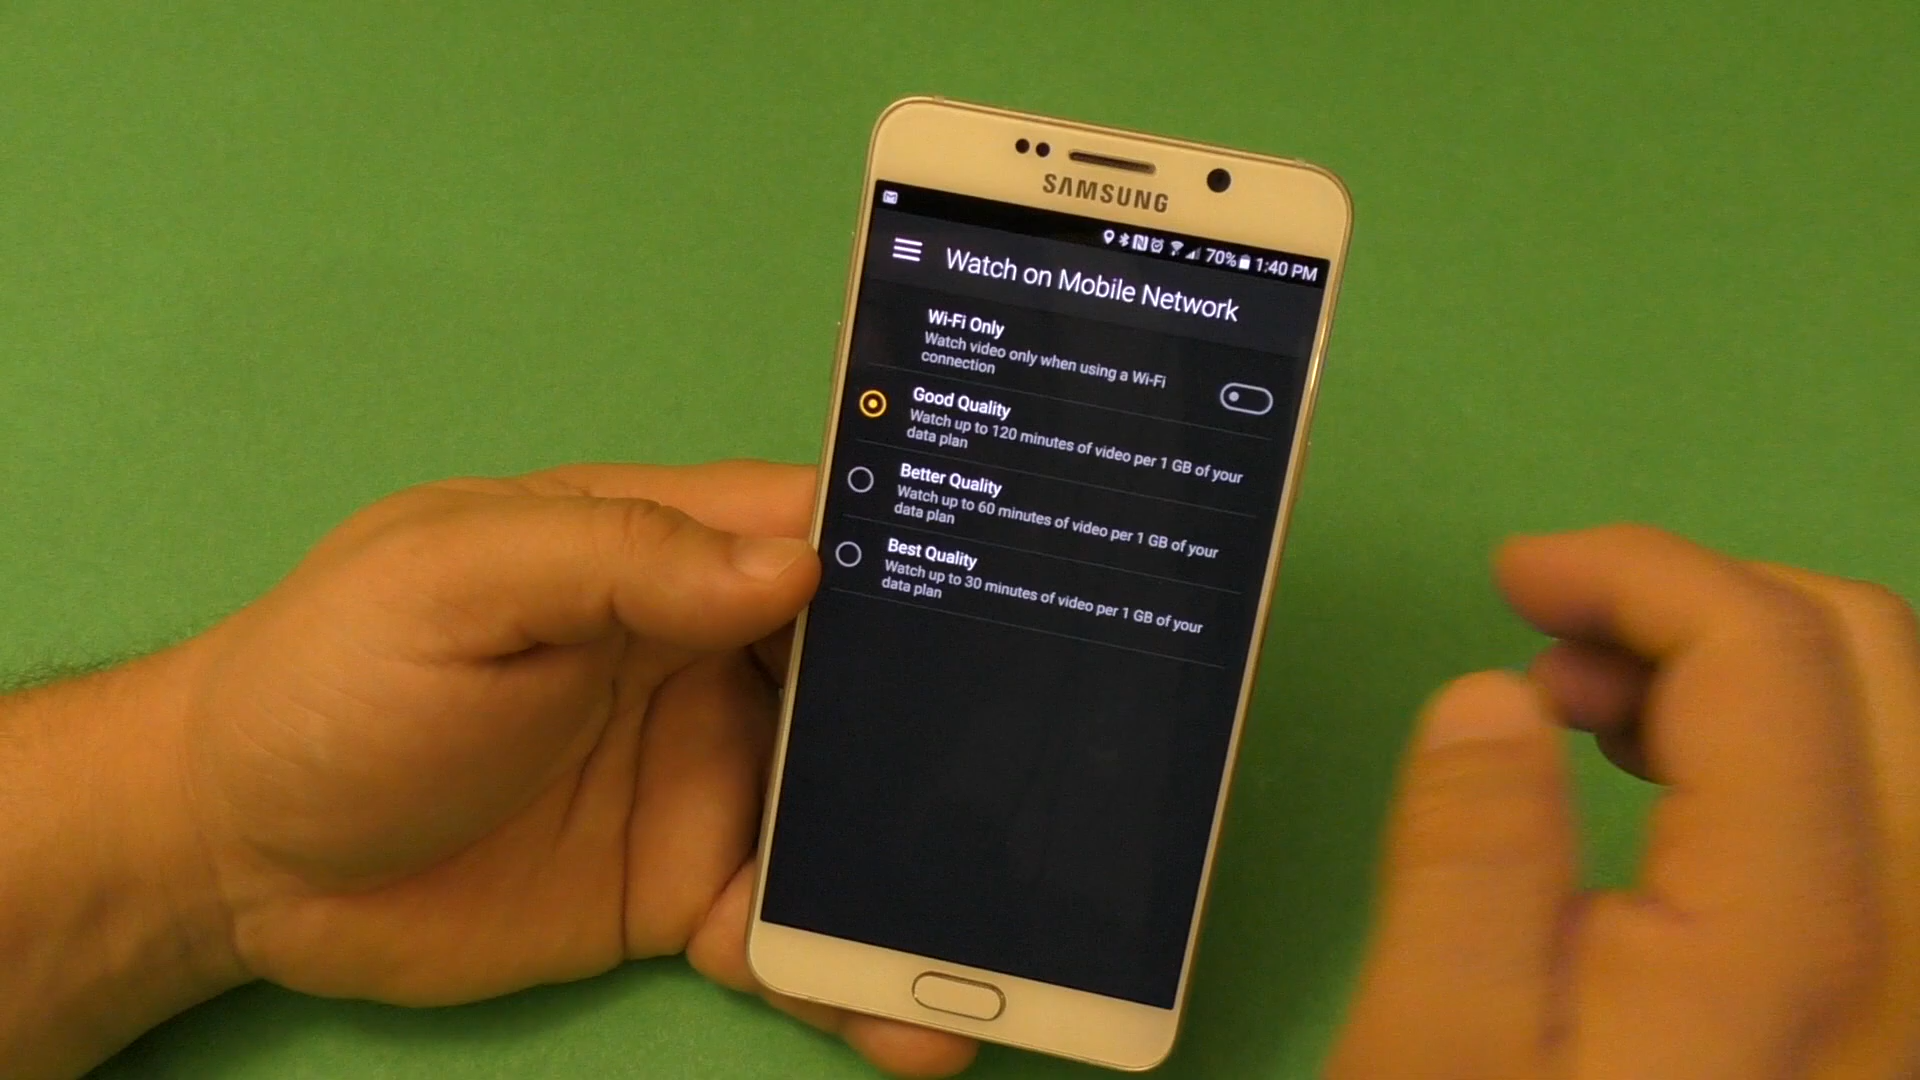 SAMSUNG
70% 1:40 PM
Watch on Mobile Network
Wi-Fi Only
Watch video only when using a Wi-Fi
connection
Good Quality
Watch up to 120 minutes of video per 1 GB of your
data plan
Better Quality
Watch up to 60 minutes of video per 1 GB of your
data plan
Best Quality
Watch up to 30 minutes of video per 1 GB of your
data plan